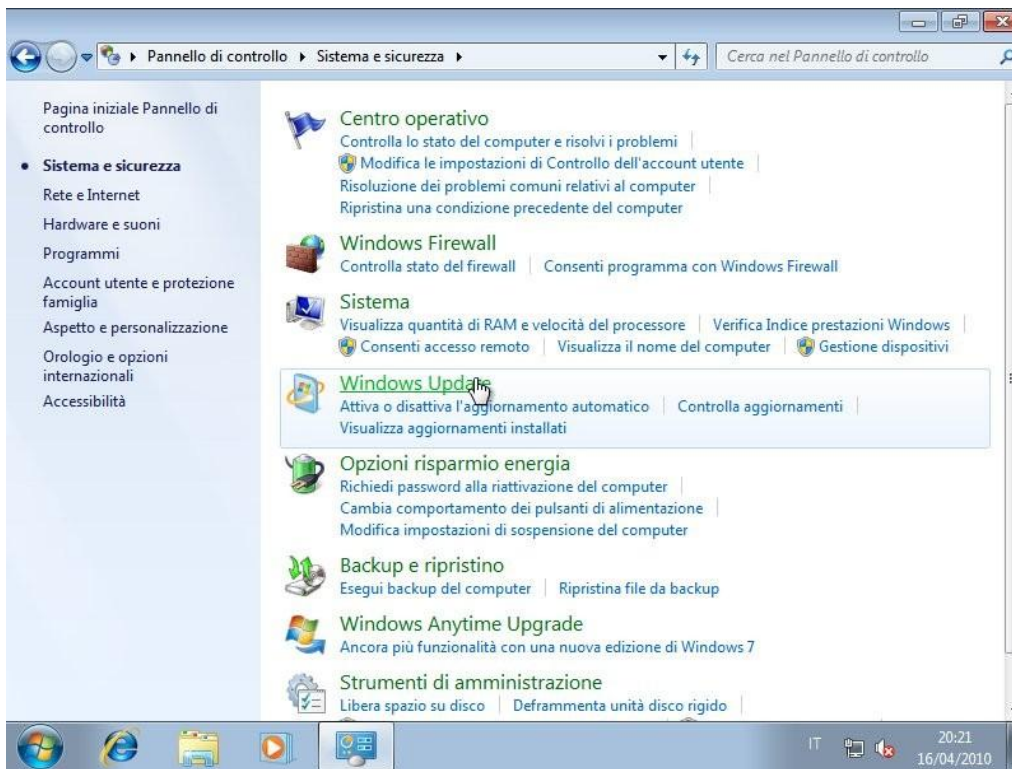 Pannello di controllo Sistema e sicurezza Cerca nel Pannello di controllo
Pagina iniziale Pannello di
controllo
Sistema e sicurezza
Rete e Internet
Hardware e suoni
Programmi
Account utente e protezione
famiglia
Aspetto e personalizzazione
Orologio e opzioni
internazionali
Accessibilità
Centro operativo
Controlla lo stato del computer e risolvi i problemi
Modifica le impostazioni di Controllo dell'account utente
Risoluzione dei problemi comuni relativi al computer
Ripristina una condizione precedente del computer
Windows Firewall
Controlla stato del firewall Consenti programma con Windows Firewall
Sistema
Visualizza quantità di RAM e velocità del processore Verifica Indice prestazioni Windows
Consenti accesso remoto Visualizza il nome del computer Gestione dispositivi
Windows Update
Attiva o disattiva l'aggiornamento automatico Controlla aggiornamenti
Visualizza aggiornamenti installati
Opzioni risparmio energia
Richiedi password alla riattivazione del computer
Cambia comportamento dei pulsanti di alimentazione
Modifica impostazioni di sospensione del computer
Backup e ripristino
Esegui backup del computer Ripristina file da backup
Windows Anytime Upgrade
Ancora più funzionalità con una nuova edizione di Windows 7
Strumenti di amministrazione
Libera spazio su disco Deframmenta unità disco rigido
IT 20:21
16/04/2010